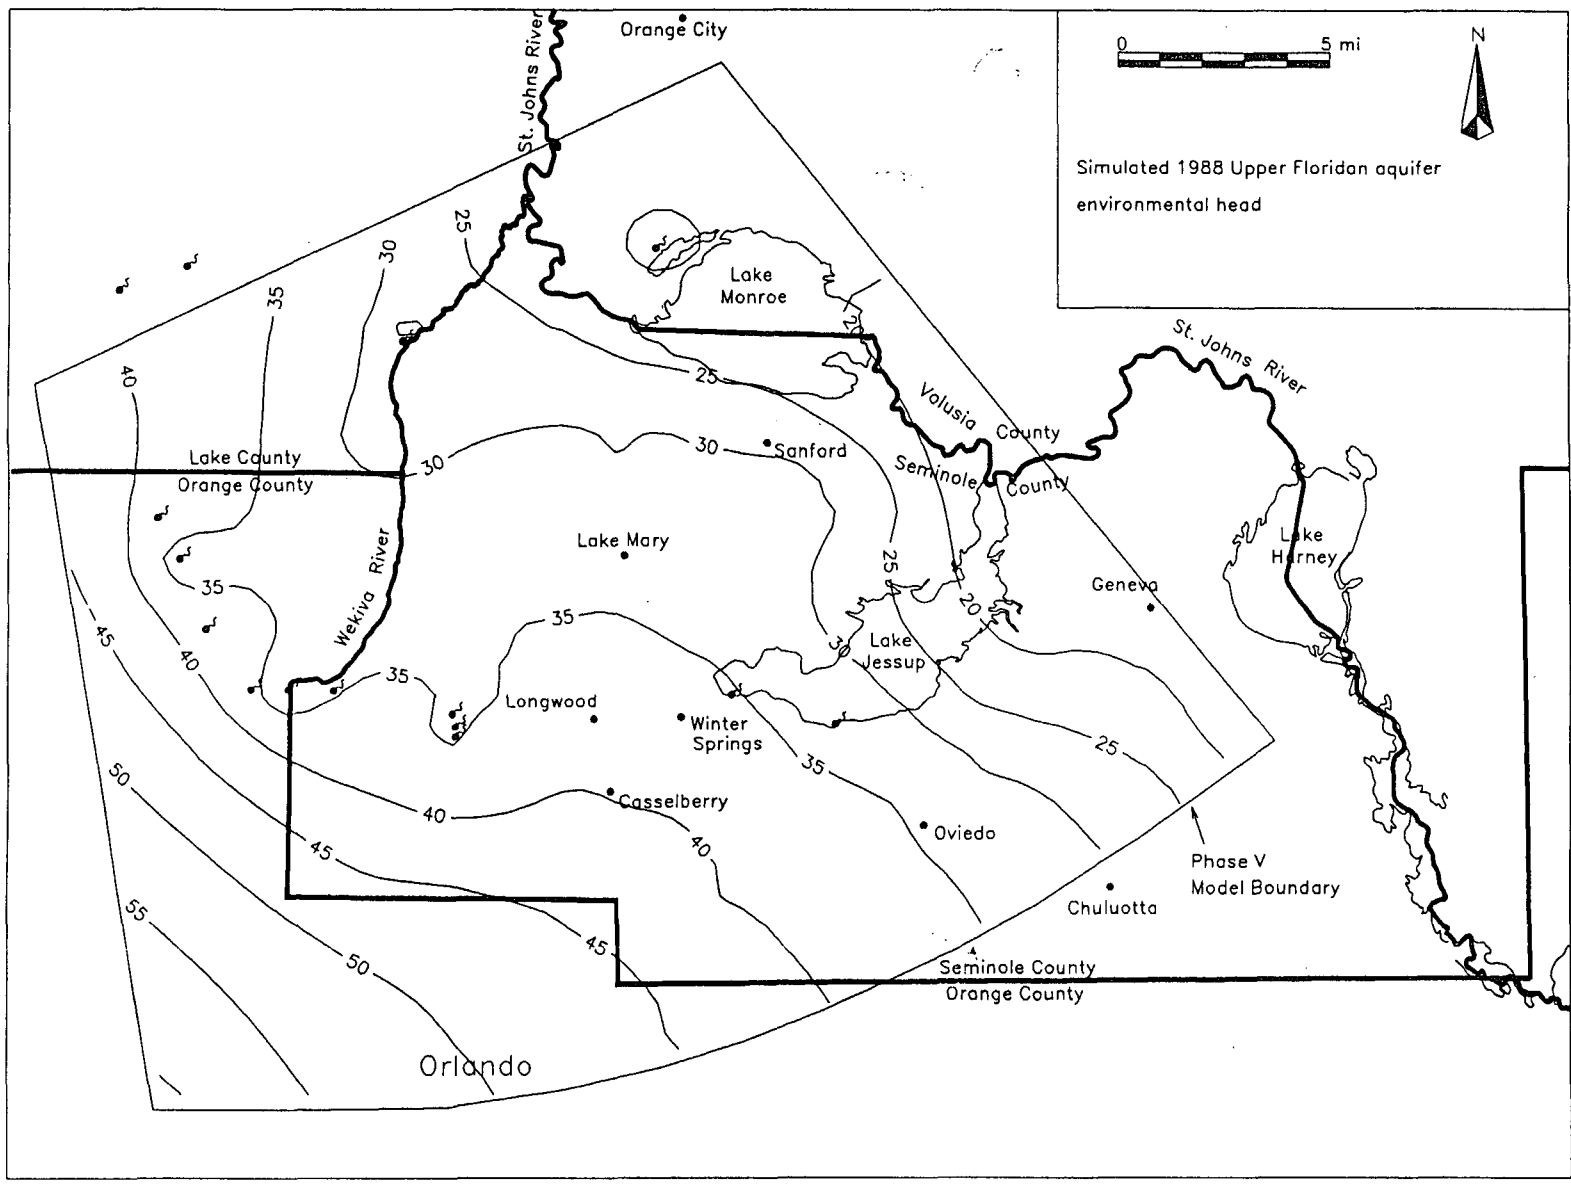 Orange City
St. Johns River
0 5 mi
N
Simulated 1988 Upper Floridan aquifer
environmental head
25
30
35
Lake
Monroe
St. Johns River
40
25
Volusia County
Seminole County
30
Sanford
30
Lake County
Orange County
Lake Mary
Lake
Harney
Wekiva River
25
Geneva
35
20
35
45
40
Lake
Jessup
35
Longwood
Winter
Springs
25
35
50
Casselberry
40
Oviedo
40
45
Phase V
Model Boundary
Chuluotta
55
45
50
Seminole County
Orange County
Orlando